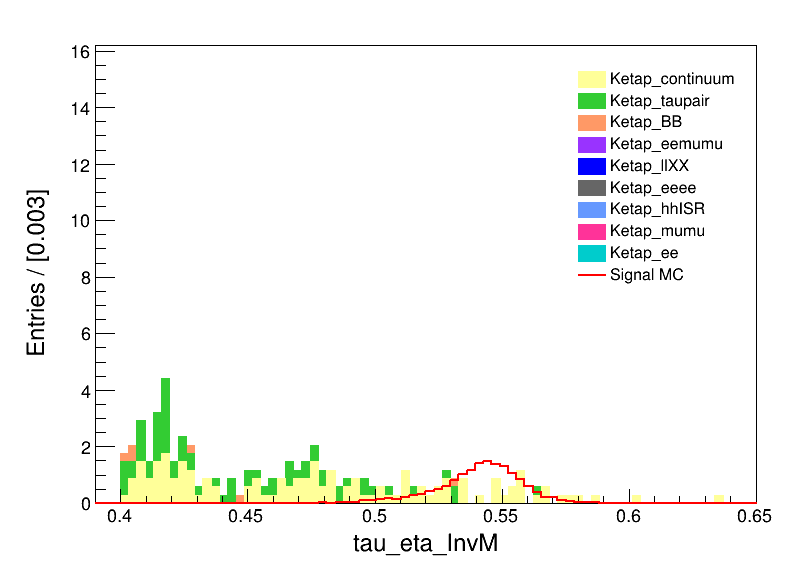 16
14
12
10
8
6
4
2
0
Entries / [0.003]
0.4
0.45
0.5
0.55
0.6
0.65
tau_eta_InvM
Ketap_continuum
Ketap_taupair
Ketap_BB
Ketap_eemumu
Ketap_llXX
Ketap_eeee
Ketap_hhISR
Ketap_mumu
Ketap_ee
Signal MC